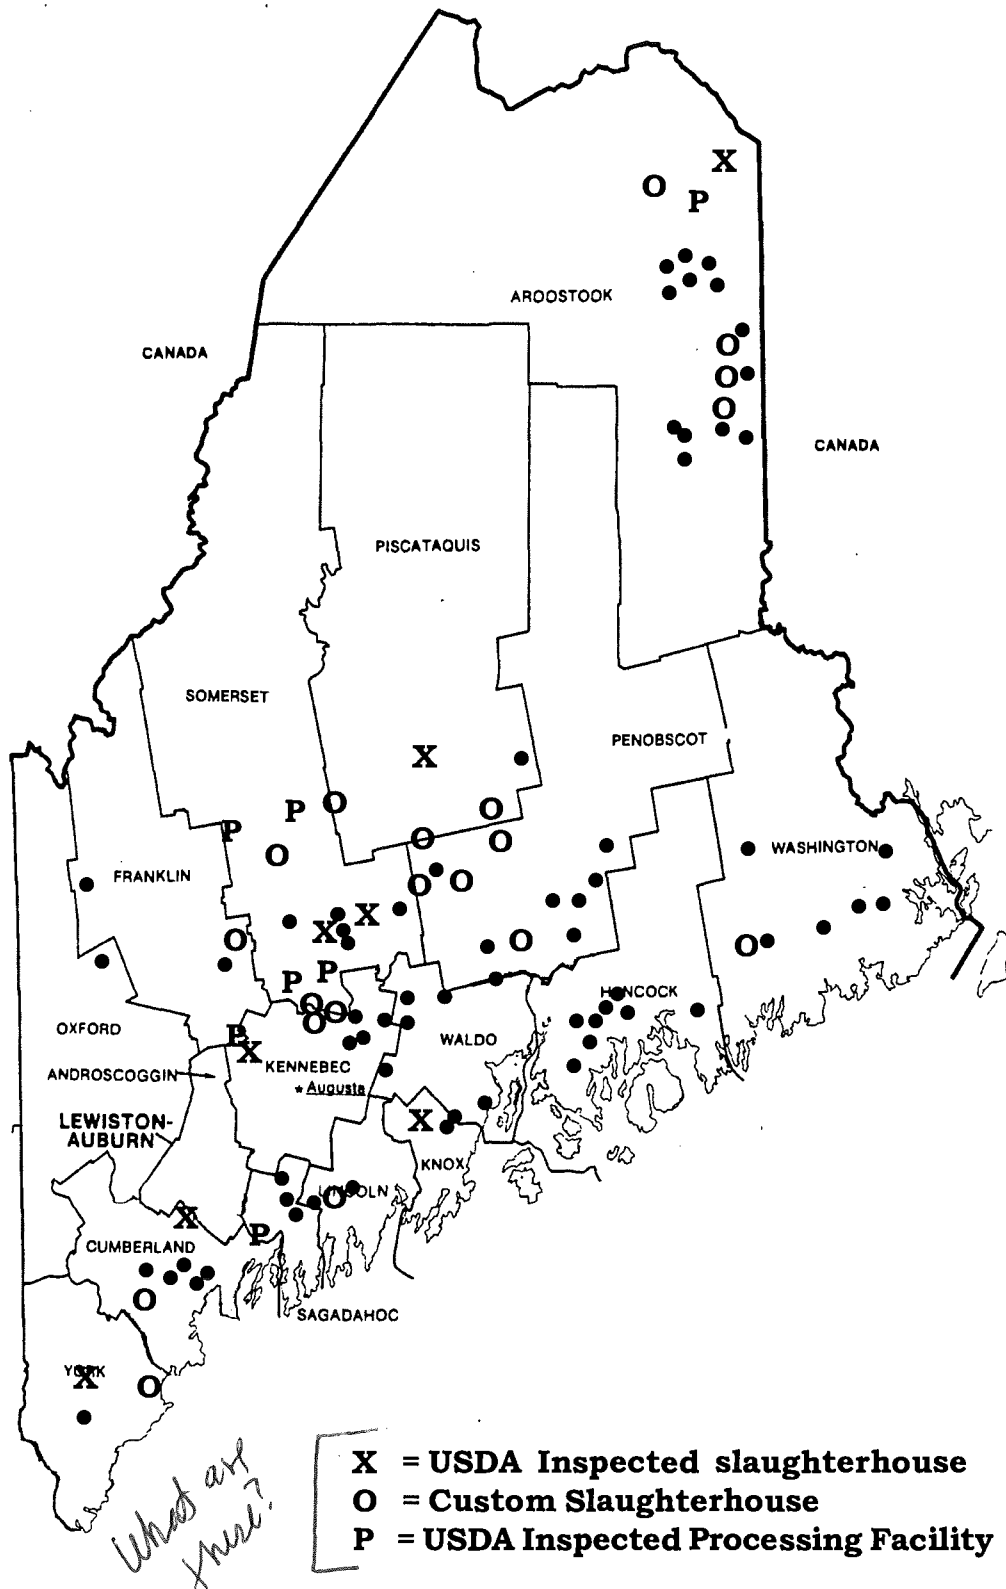 X
O
P
AROOSTOOK
CANADA
O
O
O
CANADA
PISCATAQUIS
SOMERSET
PENOBSCOT
X
P
O
O
P
O
O
O
WASHINGTON
FRANKLIN
O
O
X
X
O
O
O
P
P
HANCOCK
O
O
O
OXFORD
P
WALDO
X
KENNEBEC
ANDROSCOGGIN
* Augusta
LEWISTON-
AUBURN
X
KNOX
LINCOLN
O
X
P
CUMBERLAND
O
SAGADAHOC
YORK
X
O
What are
these?
X = USDA Inspected slaughterhouse
O = Custom Slaughterhouse
P = USDA Inspected Processing Facility